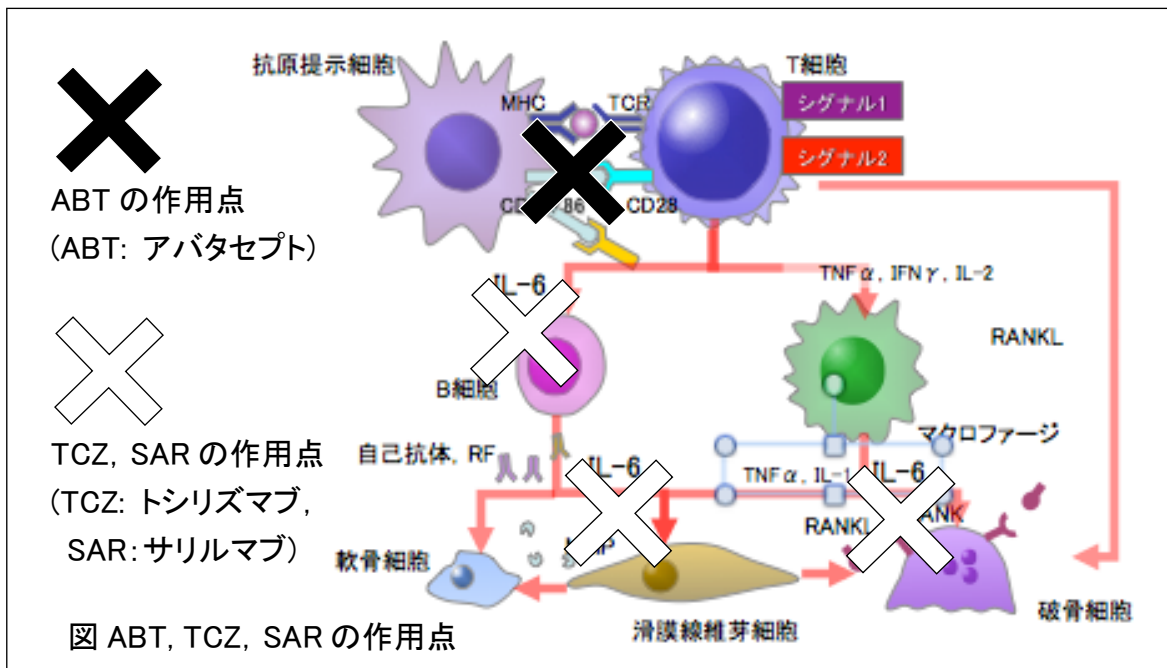 抗原提示細胞
T細胞
MHC
TCR
シグナル1
シグナル2
86
CD28
ABT の作用点
(ABT: アバタセプト)
IL-6
TNFα, IFNγ, IL-2
RANKL
B細胞
マクロファージ
TCZ, SAR の作用点
(TCZ: トシリズマブ,
SAR:サリルマブ)
自己抗体, RF
IL-6
TNFα, IL-1
IL-6
RANKL
軟骨細胞
滑膜線維芽細胞
破骨細胞
図 ABT, TCZ, SAR の作用点